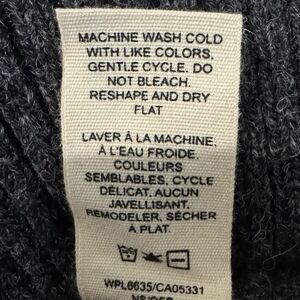 MACHINE WASH COLD
WITH LIKE COLORS,
GENTLE CYCLE. DO
NOT BLEACH.
RESHAPE AND DRY
FLAT
LAVER À LA MACHINE,
À L'EAU FROIDE,
COULEURS
SEMBLABLES, CYCLE
DÉLICAT. AUCUN
JAVELLISANT.
REMODELER, SÉCHER
À PLAT.
WPL6635/CA05331